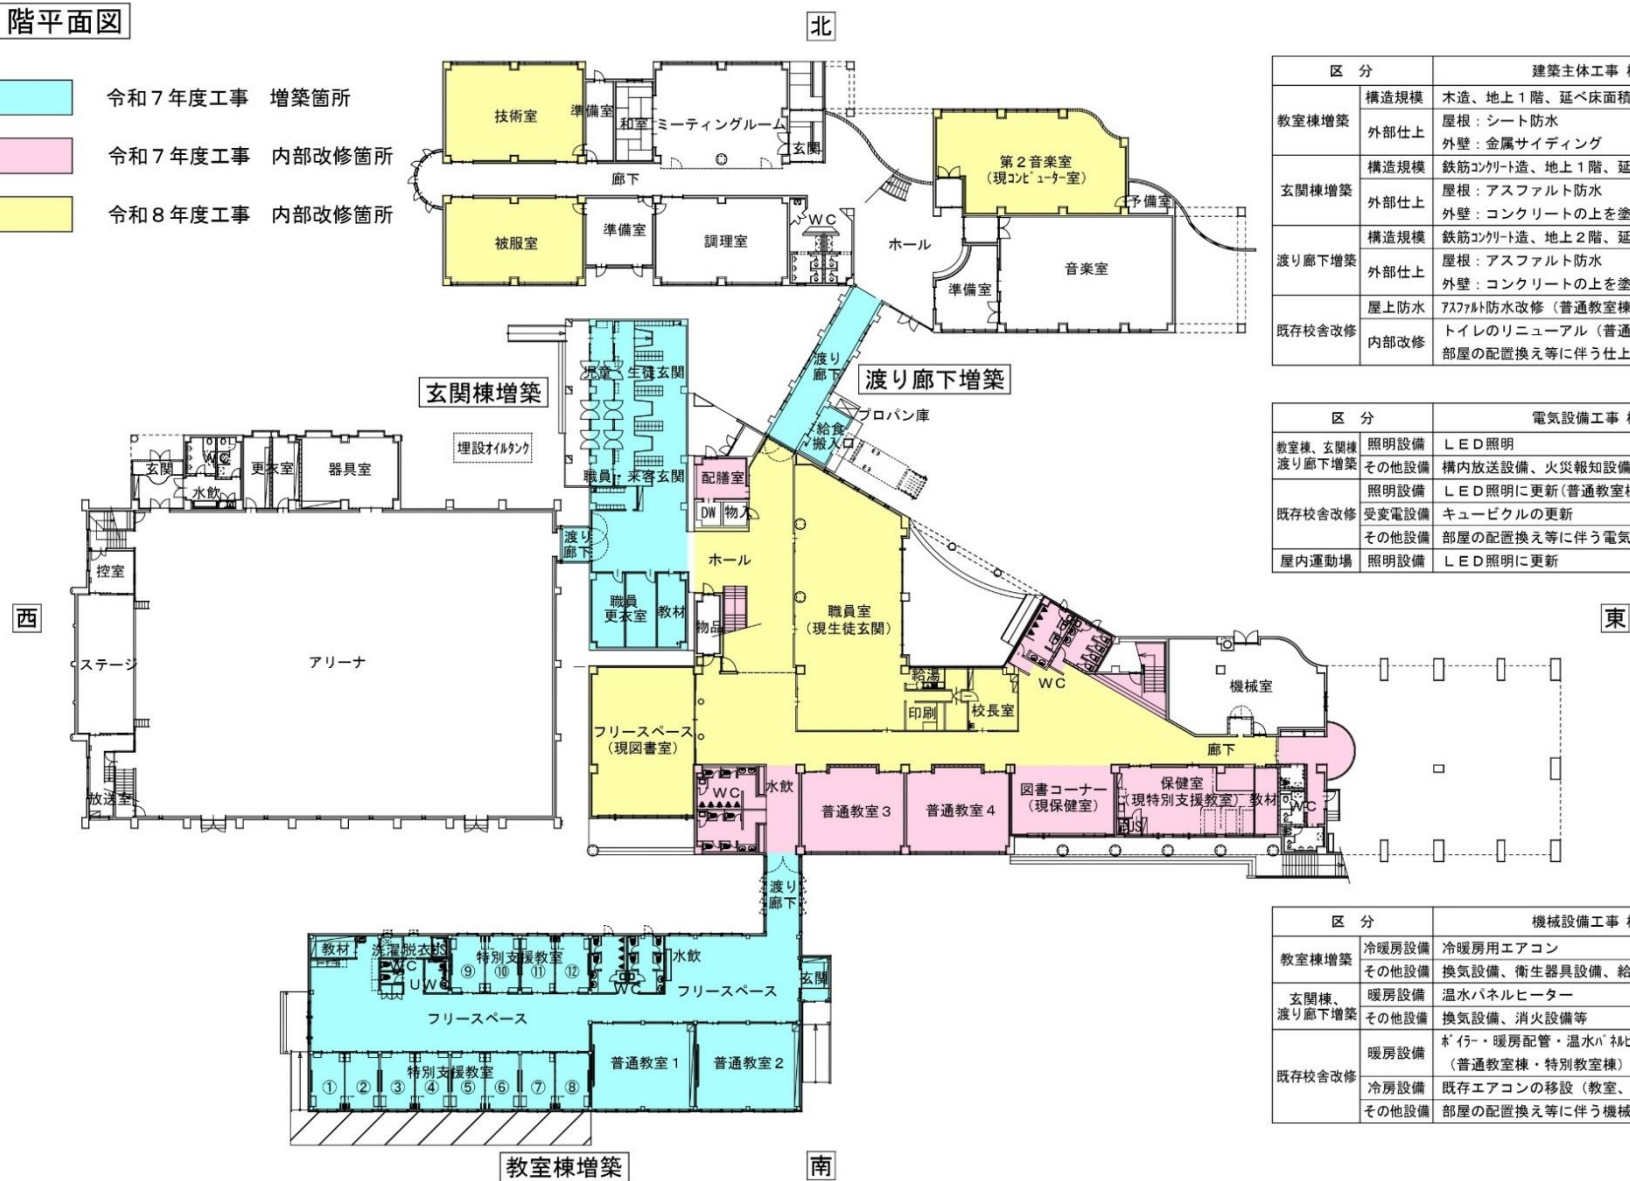 階平面図
北
令和７年度工事　増築箇所
令和７年度工事　内部改修箇所
令和８年度工事　内部改修箇所
技術室
準備室
和室
ミーティングルーム
玄関
廊下
被服室
準備室
調理室
ＷＣ
ホール
第２音楽室
（現ｺﾝﾋﾟｭｰﾀｰ室）
予備室
準備室
音楽室
玄関棟増築
埋設ｵｲﾙﾀﾝｸ
児童・生徒玄関
職員・来客玄関
渡り
廊下
渡り廊下増築
プロパン庫
給食
搬入口
玄関
ＷＣ
水飲
更衣室
器具室
控室
ステージ
放送室
アリーナ
西
渡り
廊下
職員
更衣室
教材
配膳室
DW
物入
ホール
物品
職員室
（現生徒玄関）
給湯
印刷
校長室
ＷＣ
機械室
東
フリースペース
（現図書室）
廊下
ＷＣ
水飲
普通教室３
普通教室４
図書コーナー
（現保健室）
保健室
（現特別支援教室）
教材
US
ＷＣ
渡り
廊下
教材
洗濯脱衣
US
ＷＣ
ＵＷＣ
特別支援教室
⑨
⑩
⑪
⑫
ＷＣ
水飲
フリースペース
玄関
フリースペース
特別支援教室
①
②
③
④
⑤
⑥
⑦
⑧
普通教室１
普通教室２
教室棟増築
南
区　分
建築主体工事
教室棟増築
構造規模
木造、地上１階、延べ床面積
外部仕上
屋根：シート防水
外壁：金属サイディング
玄関棟増築
構造規模
鉄筋ｺﾝｸﾘｰﾄ造、地上１階、延
外部仕上
屋根：アスファルト防水
外壁：コンクリートの上を塗
渡り廊下増築
構造規模
鉄筋ｺﾝｸﾘｰﾄ造、地上２階、延
外部仕上
屋根：アスファルト防水
外壁：コンクリートの上を塗
既存校舎改修
屋上防水
ｱｽﾌｧﾙﾄ防水改修（普通教室棟
内部改修
トイレのリニューアル（普通
部屋の配置換え等に伴う仕上
区　分
電気設備工事
教室棟、玄関棟
渡り廊下増築
照明設備
ＬＥＤ照明
その他設備
構内放送設備、火災報知設備
既存校舎改修
照明設備
ＬＥＤ照明に更新（普通教室
受変電設備
キュービクルの更新
その他設備
部屋の配置換え等に伴う電気
屋内運動場
照明設備
ＬＥＤ照明に更新
区　分
機械設備工事
教室棟増築
冷暖房設備
冷暖房用エアコン
その他設備
換気設備、衛生器具設備、給
玄関棟、
渡り廊下増築
暖房設備
温水パネルヒーター
その他設備
換気設備、消火設備等
既存校舎改修
暖房設備
ﾎﾞｲﾗｰ・暖房配管・温水ﾊﾟﾈﾙﾋ
（普通教室棟・特別教室棟）
冷房設備
既存エアコンの移設（教室、
その他設備
部屋の配置換え等に伴う機械